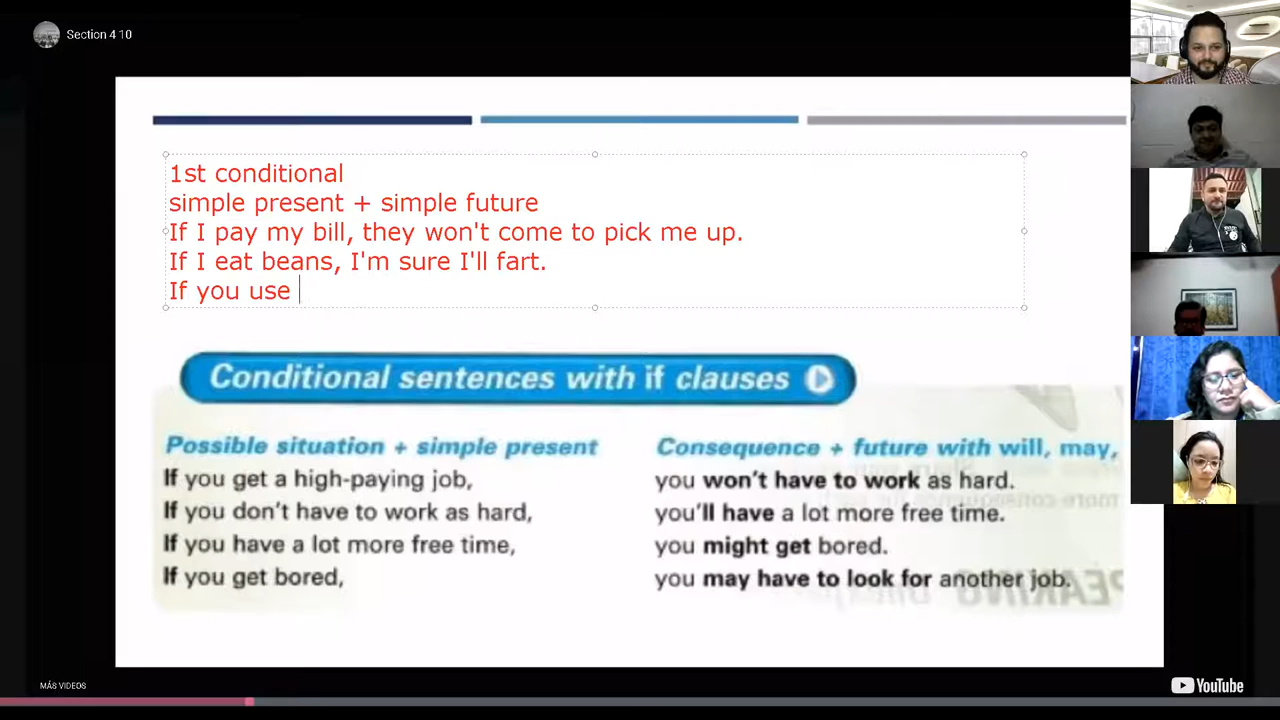 Section 4 10
1st conditional
simple present + simple future
If I pay my bill, they won't come to pick me up.
If I eat beans, I'm sure I'll fart.
If you use
Conditional sentences with if clauses
Possible situation + simple present
If you get a high-paying job,
If you don't have to work as hard,
If you have a lot more free time,
If you get bored,
Consequence + future with will, may,
you won't have to work as hard.
you'll have a lot more free time.
you might get bored.
you may have to look for another job.
MÁS VIDEOS
YouTube